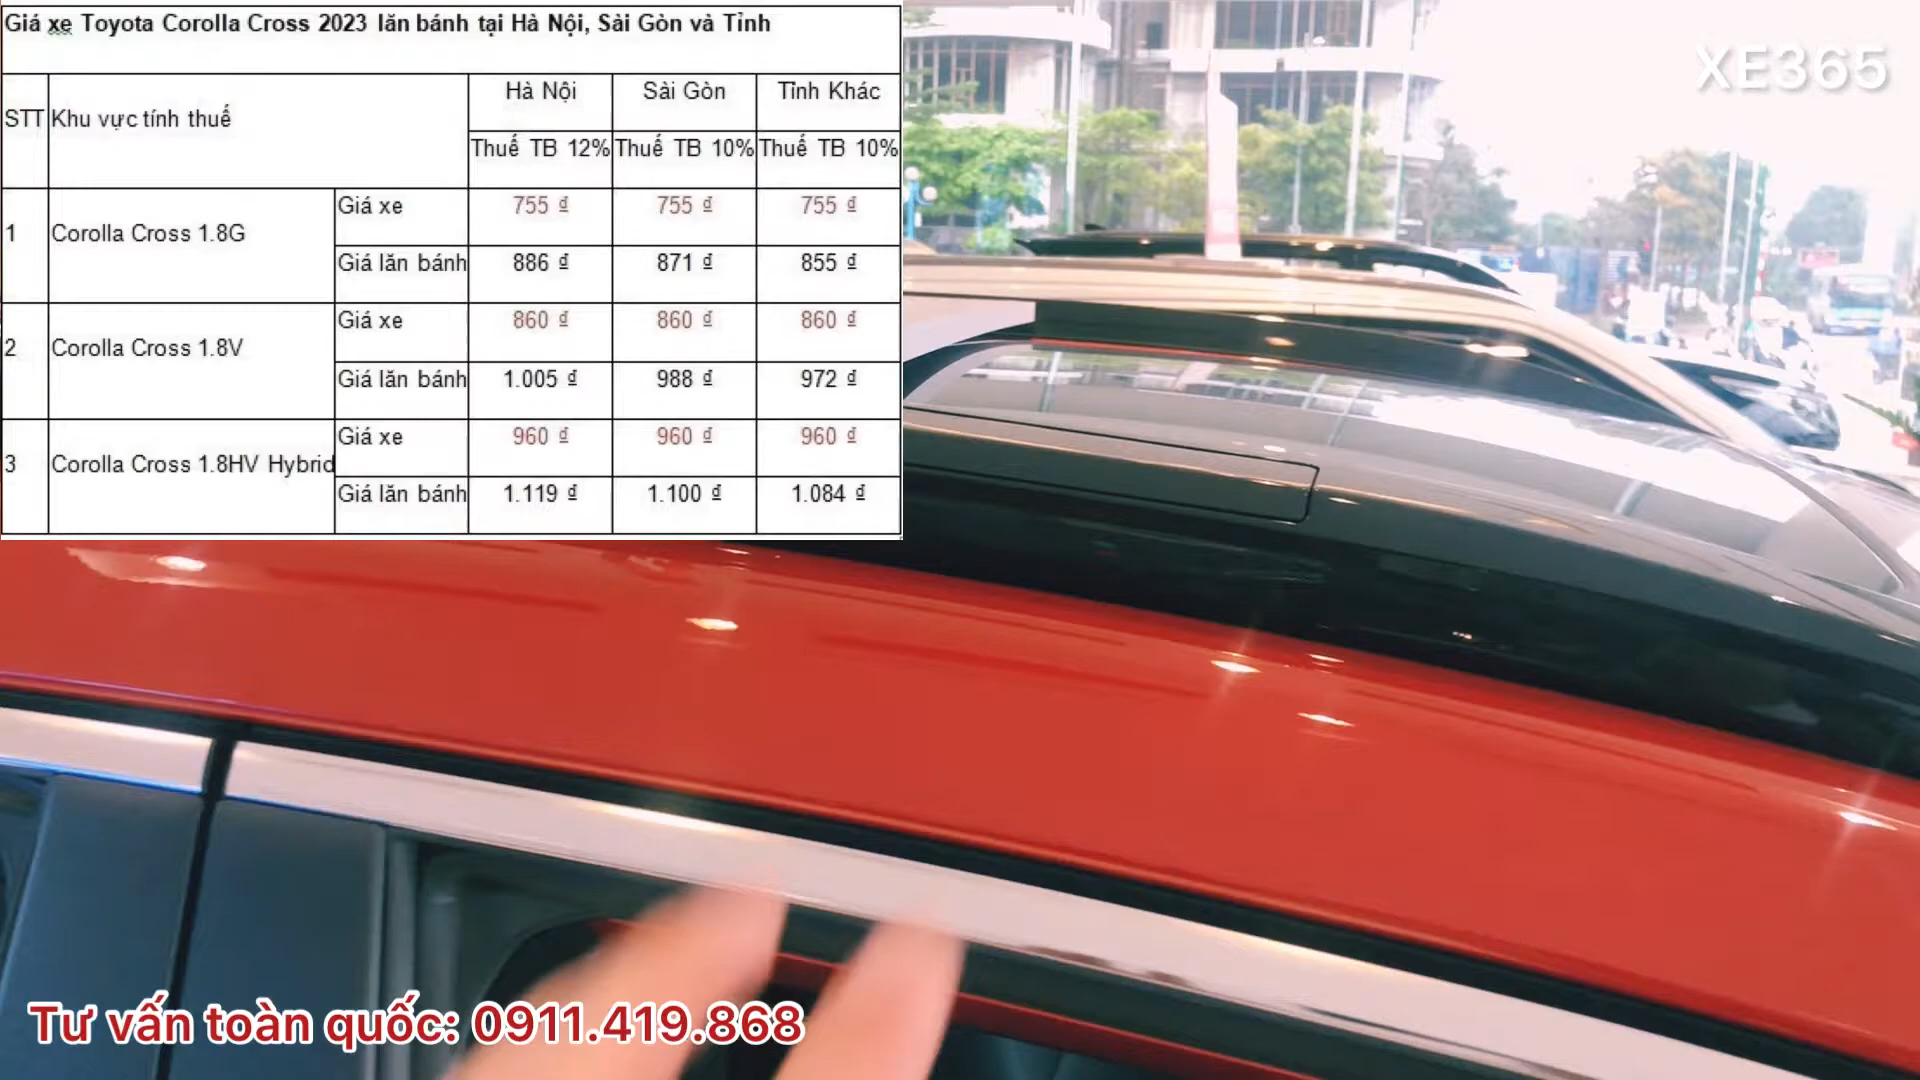 Giá xe Toyota Corolla Cross 2023 lăn bánh tại Hà Nội, Sài Gòn và Tỉnh
STT Khu vực tính thuế Hà Nội Sài Gòn Tỉnh Khác
Thuế TB 12% Thuế TB 10% Thuế TB 10%
1 Corolla Cross 1.8G Giá xe 755 ₫ 755 ₫ 755 ₫
Giá lăn bánh 886 ₫ 871 ₫ 855 ₫
2 Corolla Cross 1.8V Giá xe 860 ₫ 860 ₫ 860 ₫
Giá lăn bánh 1.005 ₫ 988 ₫ 972 ₫
3 Corolla Cross 1.8HV Hybrid Giá xe 960 ₫ 960 ₫ 960 ₫
Giá lăn bánh 1.119 ₫ 1.100 ₫ 1.084 ₫
XE365
Tư vấn toàn quốc: 0911.419.868